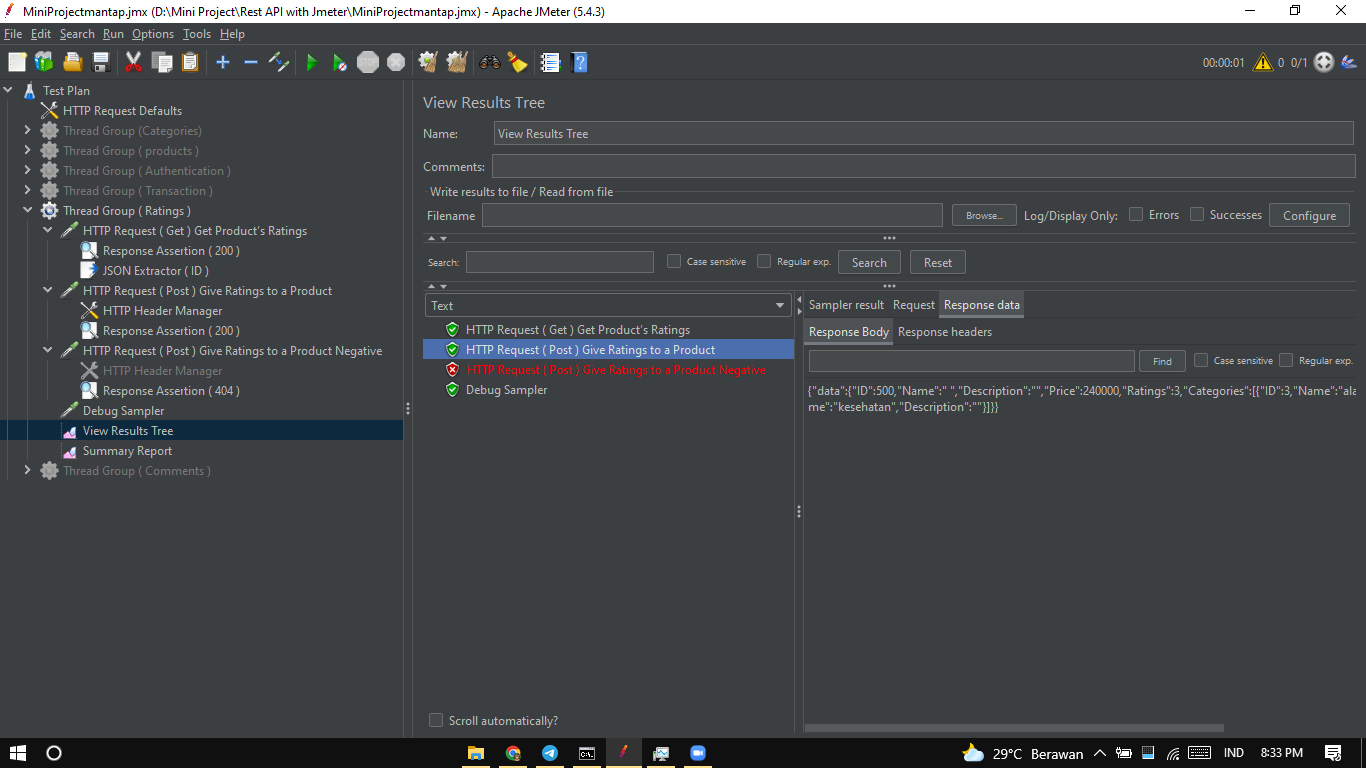 MiniProjectmantap.jmx (D:\Mini Project\Rest API with Jmeter\MiniProjectmantap.jmx) - Apache JMeter (5.4.3)
File Edit Search Run Options Tools Help
STOP
00:00:01 0 0/1
Test Plan
HTTP Request Defaults
Thread Group (Categories)
Thread Group ( products )
Thread Group ( Authentication )
Thread Group ( Transaction )
Thread Group ( Ratings )
HTTP Request ( Get ) Get Product's Ratings
Response Assertion ( 200 )
JSON Extractor ( ID )
HTTP Request ( Post ) Give Ratings to a Product
HTTP Header Manager
Response Assertion ( 200 )
HTTP Request ( Post ) Give Ratings to a Product Negative
HTTP Header Manager
Response Assertion ( 404 )
Debug Sampler
View Results Tree
Summary Report
Thread Group ( Comments )
View Results Tree
Name: View Results Tree
Comments:
Write results to file / Read from file
Filename Browse... Log/Display Only: Errors Successes Configure
Search: Case sensitive Regular exp. Search Reset
Text
HTTP Request ( Get ) Get Product's Ratings
HTTP Request ( Post ) Give Ratings to a Product
HTTP Request ( Post ) Give Ratings to a Product Negative
Debug Sampler
Scroll automatically?
Sampler result Request Response data
Response Body Response headers
Find Case sensitive Regular exp.
{"data":{"ID":500,"Name":" ","Description":"","Price":240000,"Ratings":3,"Categories":[{"ID":3,"Name":"ala
me":"kesehatan","Description":""}]}}
29°C Berawan IND 8:33 PM